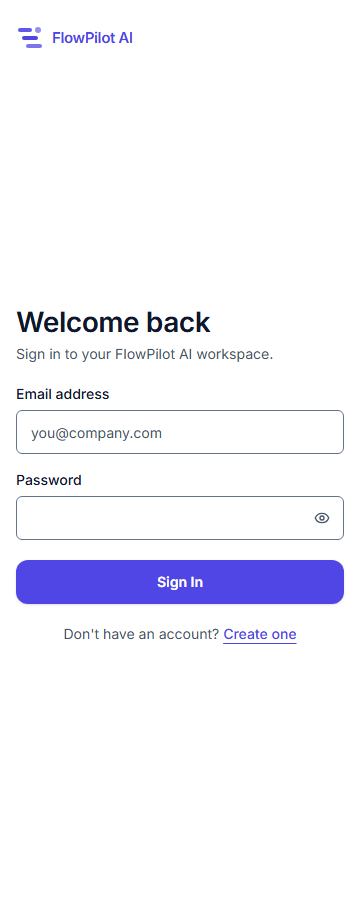 FlowPilot AI
Welcome back
Sign in to your FlowPilot AI workspace.
Email address
you@company.com
Password
Sign In
Don't have an account? Create one